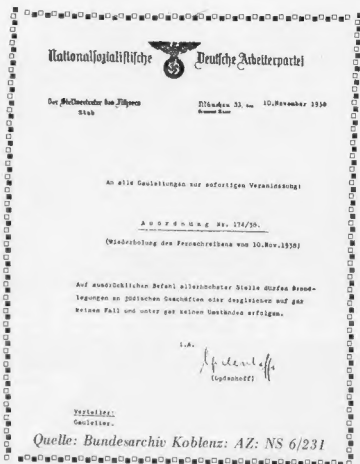 Nationalsozialistische Deutsche Arbeiterpartei
Der Stellvertreter des Führers
Stab
München 33, den 10.November 1938
Braunes Haus
An alle Gauleitungen zur sofortigen Veranlassung!
Anordnung Nr. 174/38.
(Wiederholung des Fernschreibens vom 10.Nov.1938)
Auf ausdrücklichen Befehl allerhöchster Stelle dürfen Brand-
legungen an jüdischen Geschäften oder dergleichen auf gar
keinen Fall und unter gar keinen Umständen erfolgen.
i.A.
(Opdenhoff)
Verteiler:
Gauleiter.
Quelle: Bundesarchiv Koblenz: AZ: NS 6/231